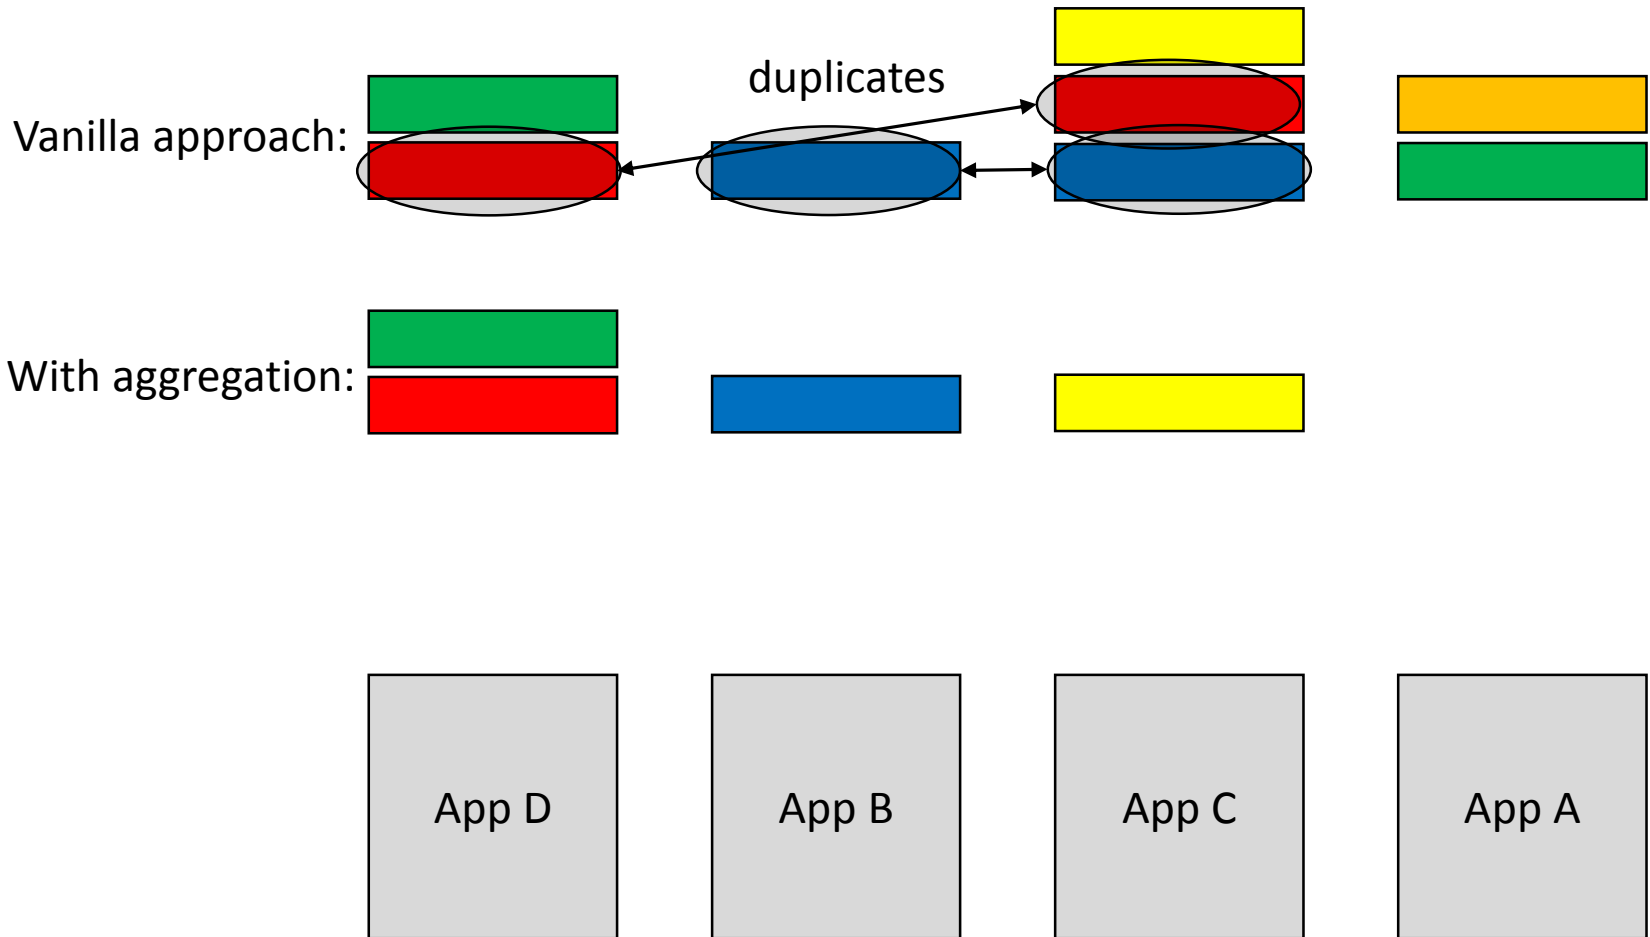 duplicates
Vanilla approach:
With aggregation:
App D
App B
App C
App A